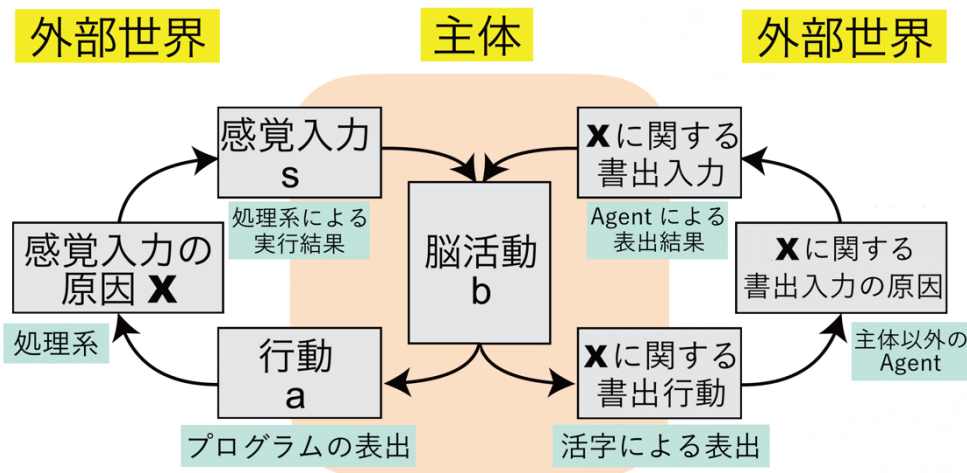 外部世界
主体
外部世界
感覚入力
s
処理系による
実行結果
感覚入力の
原因 X
処理系
行動
a
プログラムの表出
脳活動
b
Xに関する
書出入力
Agent による
表出結果
Xに関する
書出入力の原因
主体以外の
Agent
Xに関する
書出行動
活字による表出